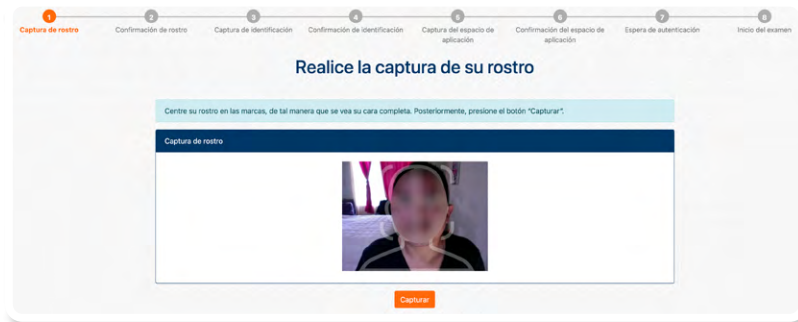 1 2 3 4 5 6 7 8
Captura de rostro Confirmación de rostro Captura de identificación Confirmación de identificación Captura del espacio de aplicación Confirmación del espacio de aplicación Espera de autenticación Inicio del examen
Realice la captura de su rostro
Centre su rostro en las marcas, de tal manera que se vea su cara completa. Posteriormente, presione el botón "Capturar".
Captura de rostro
Capturar